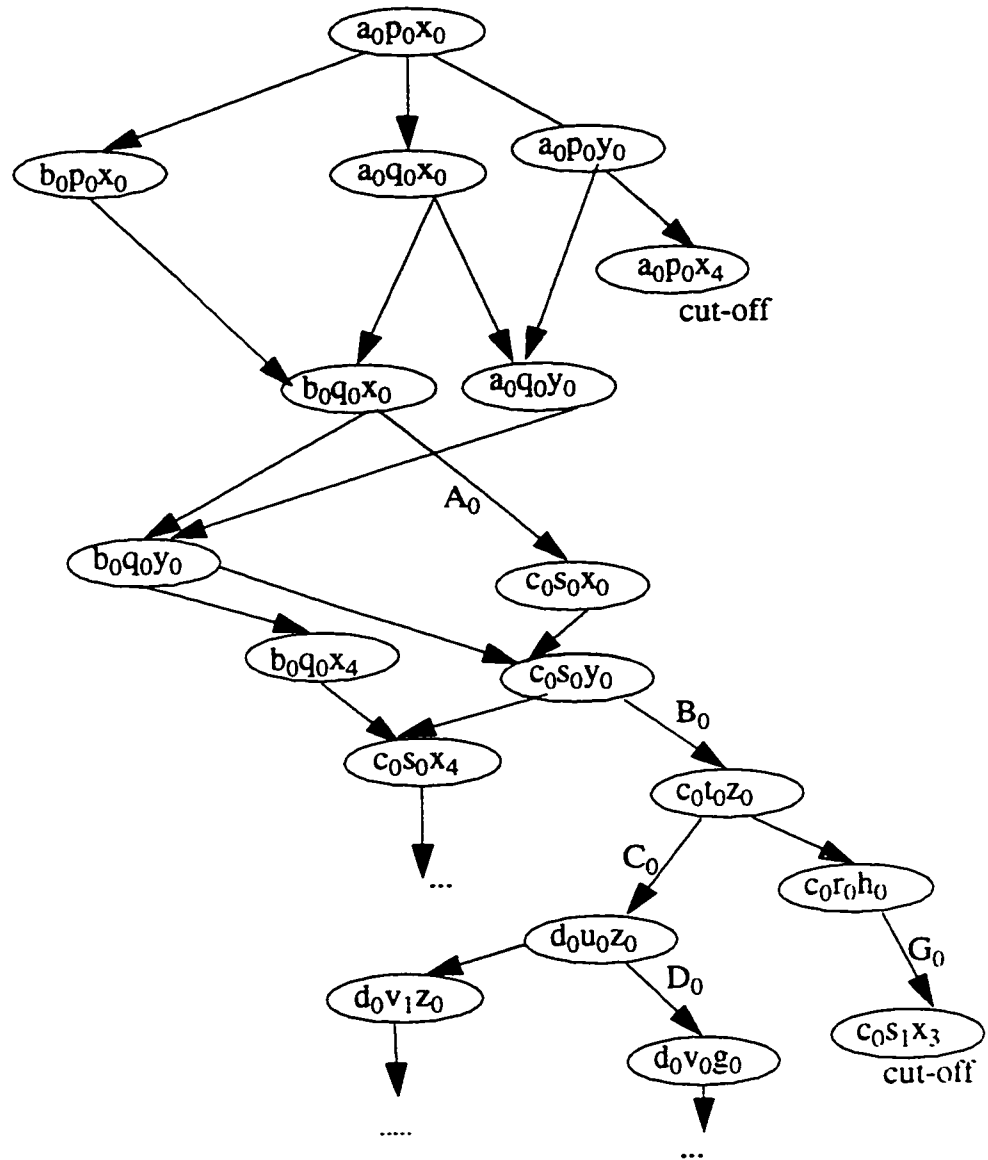 a₀p₀x₀
b₀p₀x₀
a₀q₀x₀
a₀p₀y₀
a₀p₀x₄
cut-off
b₀q₀x₀
a₀q₀y₀
A₀
b₀q₀y₀
c₀s₀x₀
b₀q₀x₄
c₀s₀y₀
B₀
c₀s₀x₄
c₀t₀z₀
...
C₀
c₀r₀h₀
d₀u₀z₀
G₀
D₀
d₀v₁z₀
c₀s₁x₃
cut-off
d₀v₀g₀
.....
...